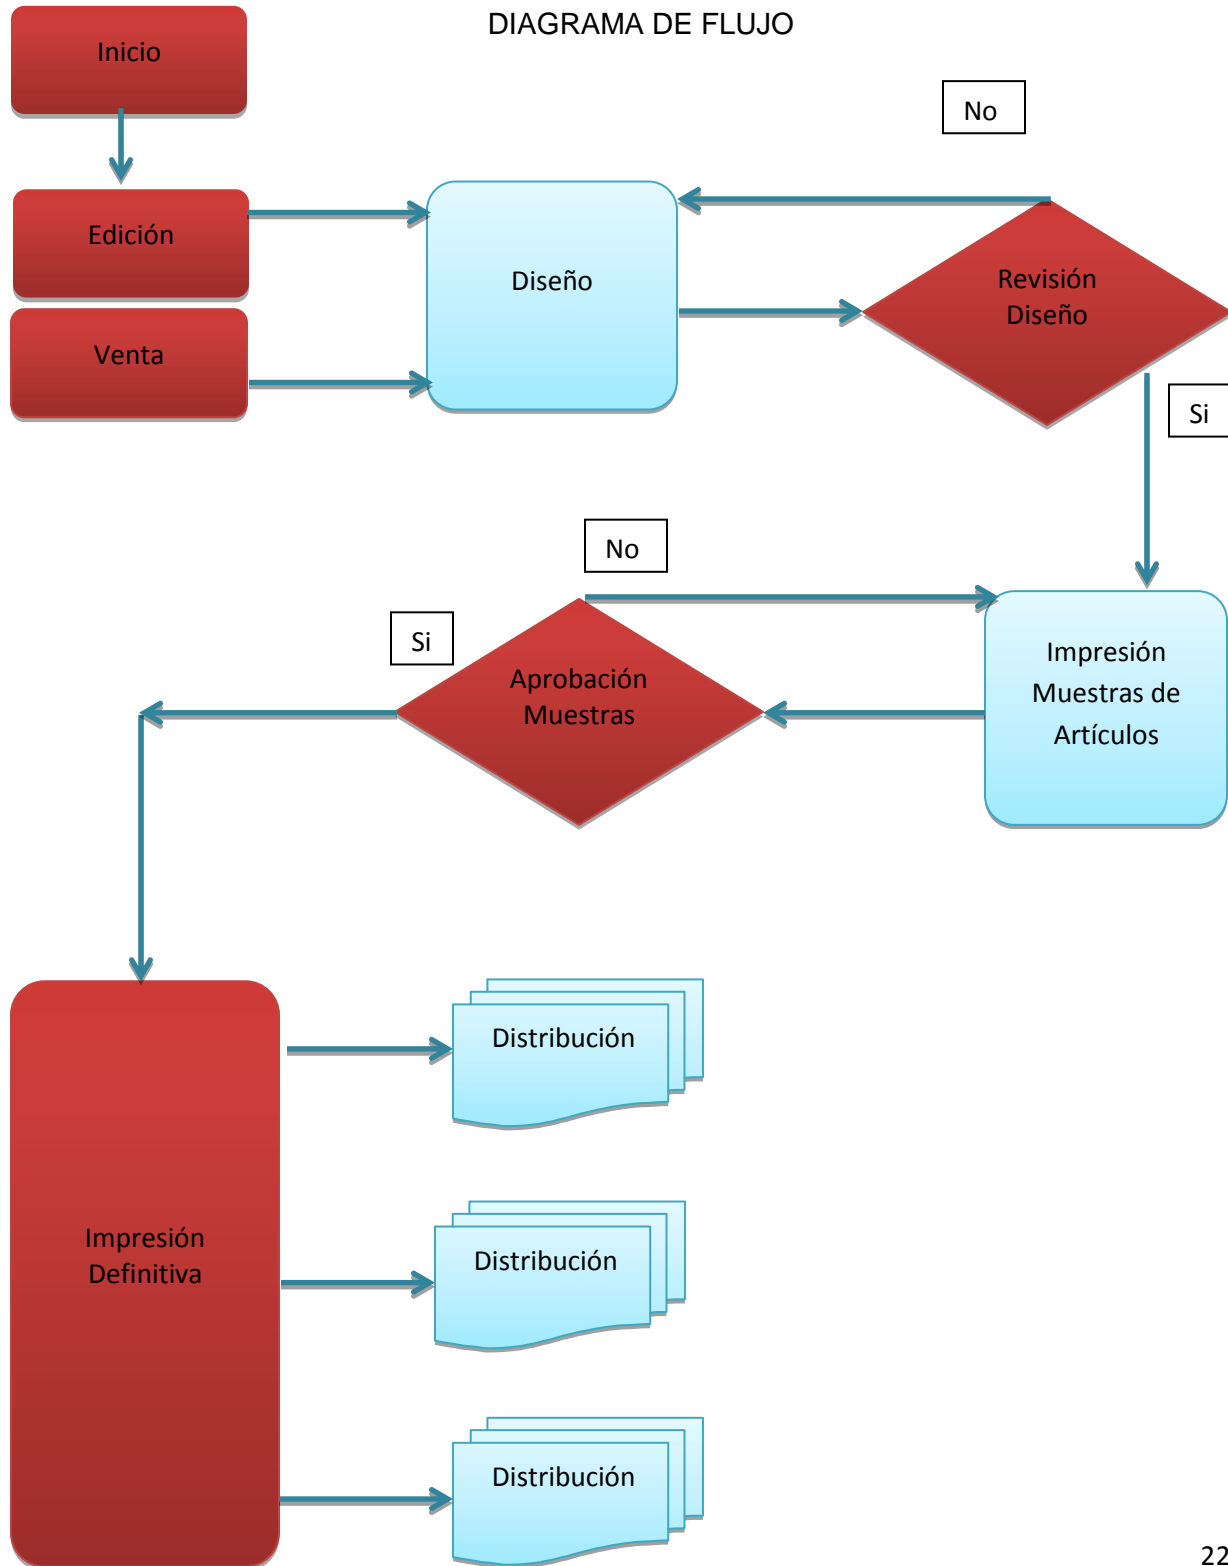 DIAGRAMA DE FLUJO
Inicio
No
Edición
Diseño
Revisión
Diseño
Venta
Si
No
Si
Aprobación
Muestras
Impresión
Muestras de
Artículos
Distribución
Impresión
Definitiva
Distribución
Distribución
22